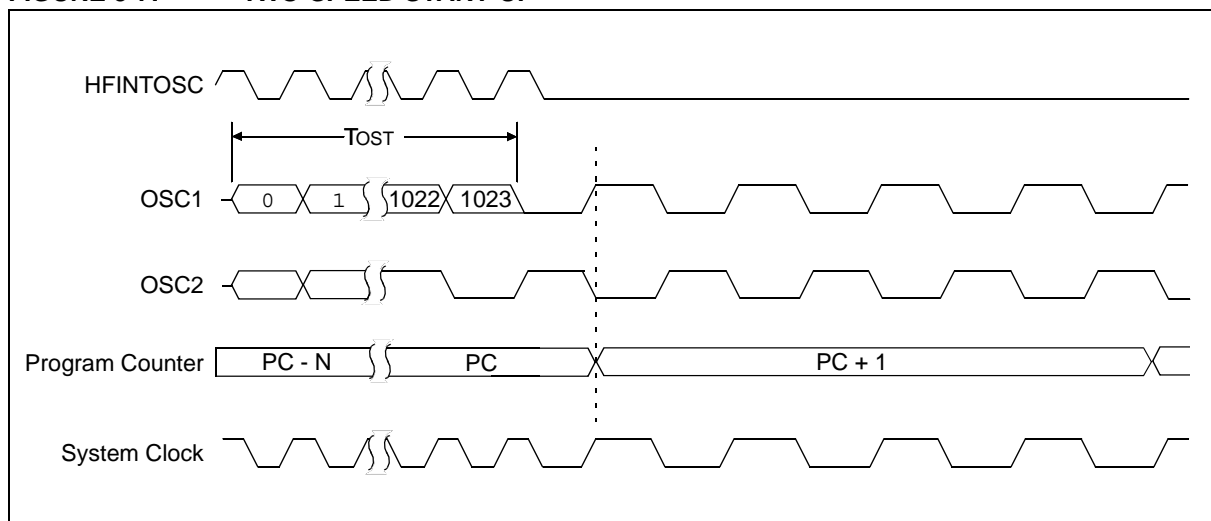 HFINTOSC
TOST
OSC1
0 1 1022 1023
OSC2
Program Counter
PC - N PC PC + 1
System Clock